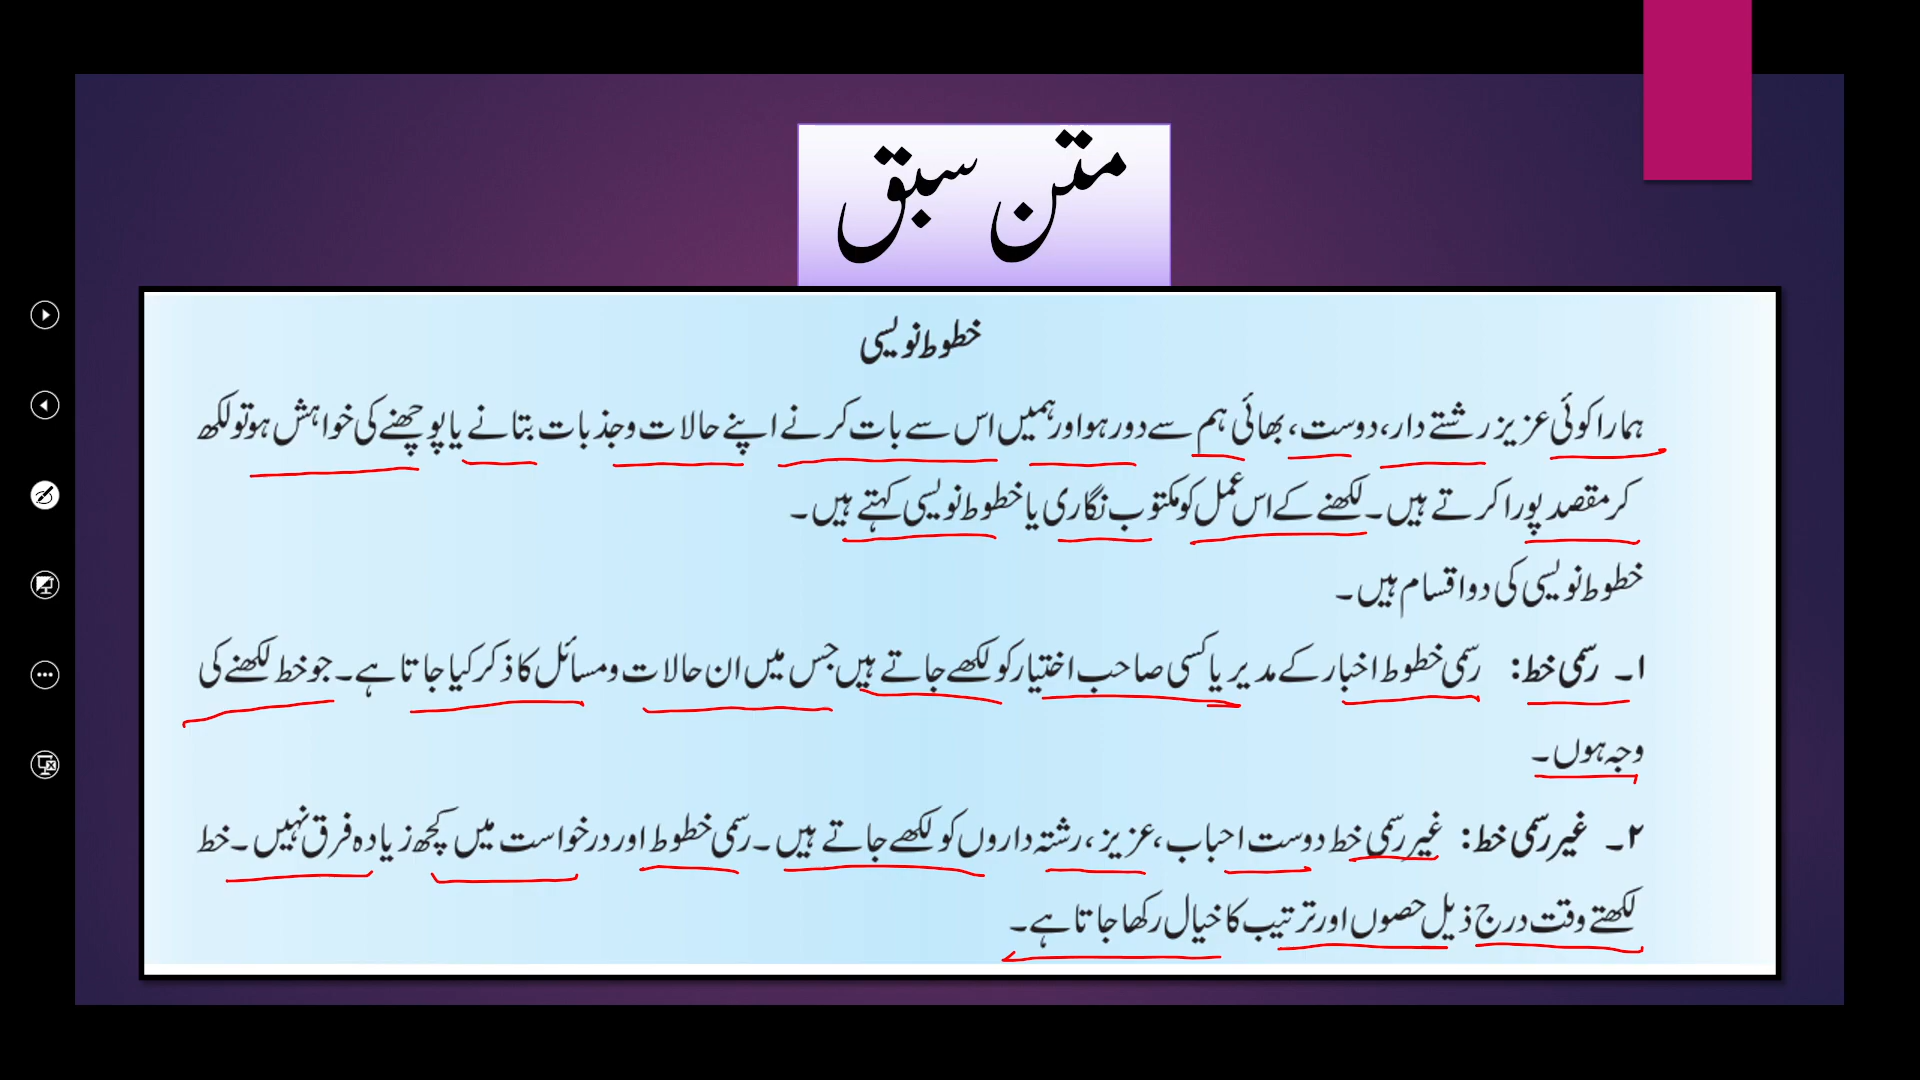 متن سبق
خطوط نویسی
ہمارا کوئی عزیز رشتے دار، دوست، بھائی ہم سے دور ہو اور ہمیں اس سے بات کرنے اپنے حالات و جذبات بتانے یا پوچھنے کی خواہش ہو تو لکھ
کر مقصد پورا کرتے ہیں۔ لکھنے کے اس عمل کو مکتوب نگاری یا خطوط نویسی کہتے ہیں۔
خطوط نویسی کی دو اقسام ہیں۔
۱۔ رسمی خط: رسمی خطوط اخبار کے مدیر یا کسی صاحب اختیار کو لکھے جاتے ہیں جس میں ان حالات و مسائل کا ذکر کیا جاتا ہے۔ جو خط لکھنے کی
وجہ ہوں۔
۲۔ غیر رسمی خط: غیر رسمی خط دوست احباب، عزیز، رشتہ داروں کو لکھے جاتے ہیں۔ رسمی خطوط اور درخواست میں کچھ زیادہ فرق نہیں۔ خط
لکھتے وقت درج ذیل حصوں اور ترتیب کا خیال رکھا جاتا ہے۔